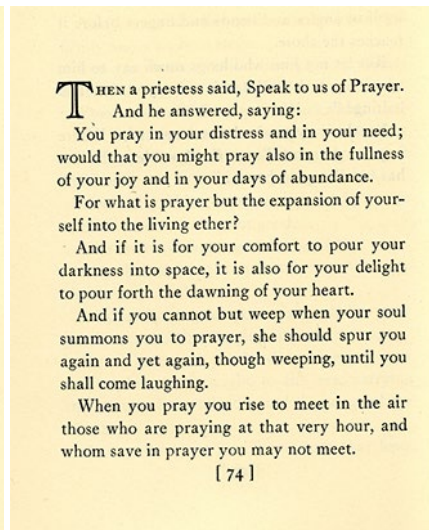 THEN a priestess said, Speak to us of Prayer.
And he answered, saying:
You pray in your distress and in your need;
would that you might pray also in the fullness
of your joy and in your days of abundance.
For what is prayer but the expansion of your-
self into the living ether?
And if it is for your comfort to pour your
darkness into space, it is also for your delight
to pour forth the dawning of your heart.
And if you cannot but weep when your soul
summons you to prayer, she should spur you
again and yet again, though weeping, until you
shall come laughing.
When you pray you rise to meet in the air
those who are praying at that very hour, and
whom save in prayer you may not meet.
[74]